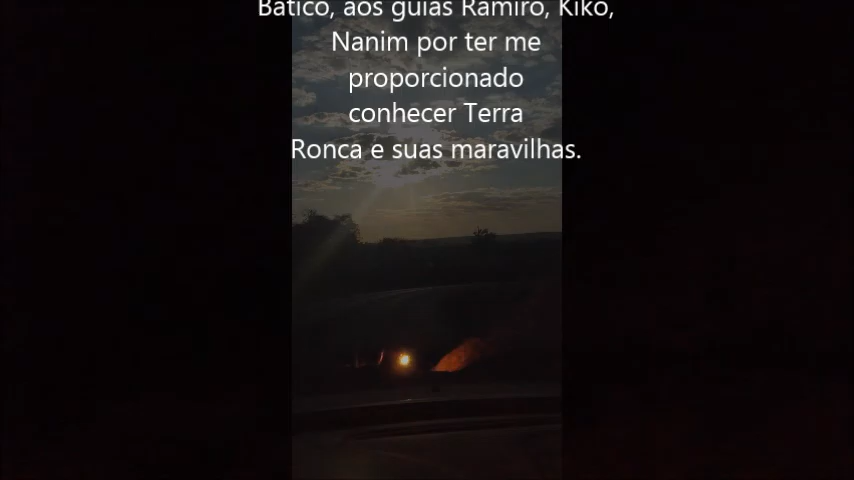 Batico, aos guias Ramiro, Kiko,
Nanim por ter me
proporcionado
conhecer Terra
Ronca e suas maravilhas.